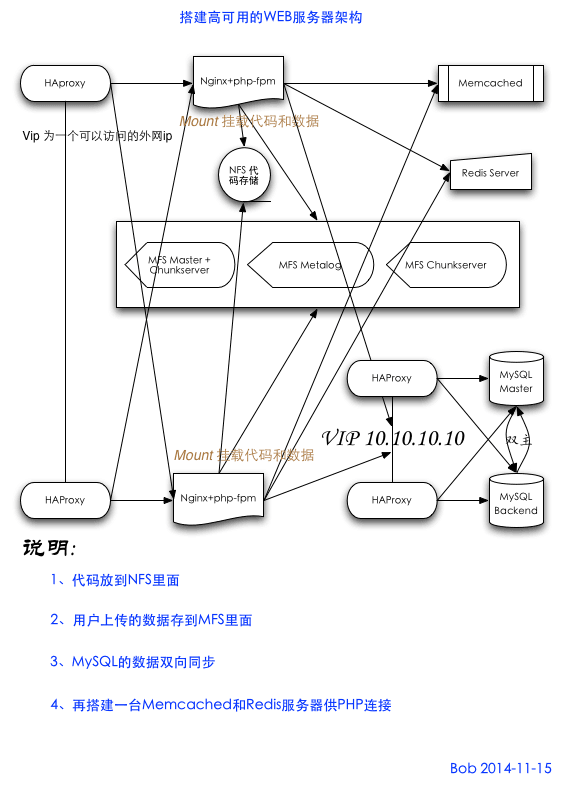 搭建高可用的WEB服务器架构
HAproxy
Nginx+php-fpm
Memcached
Mount 挂载代码和数据
Vip 为一个可以访问的外网ip
NFS 代
码存储
Redis Server
MFS Master +
Chunkserver
MFS Metalog
MFS Chunkserver
HAProxy
MySQL
Master
VIP 10.10.10.10
双主
Mount 挂载代码和数据
HAProxy
Nginx+php-fpm
HAProxy
MySQL
Backend
说明:
1、代码放到NFS里面
2、用户上传的数据存到MFS里面
3、MySQL的数据双向同步
4、再搭建一台Memcached和Redis服务器供PHP连接
Bob 2014-11-15